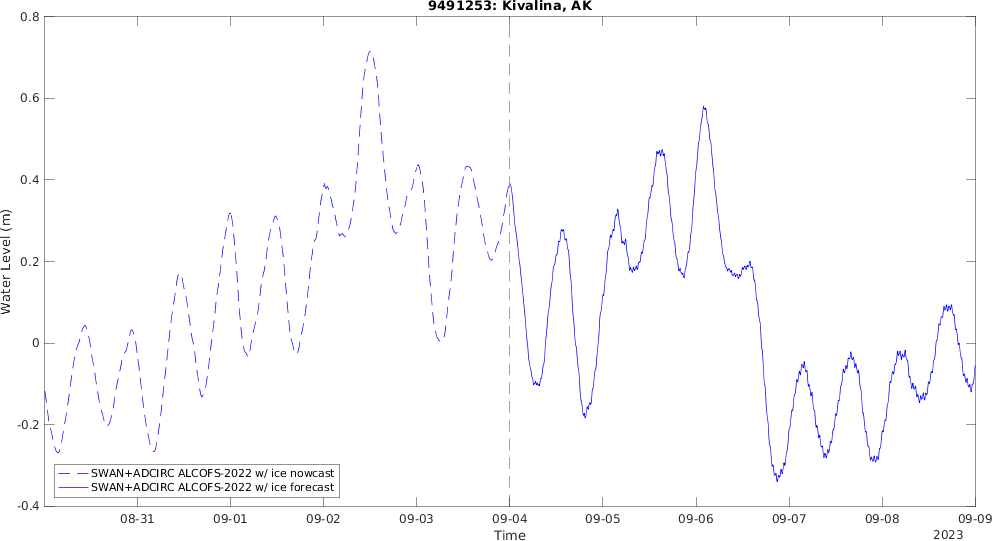 9491253: Kivalina, AK
0.8
0.6
0.4
0.2
0
-0.2
-0.4
Water Level (m)
SWAN+ADCIRC ALCOFS-2022 w/ ice nowcast
SWAN+ADCIRC ALCOFS-2022 w/ ice forecast
08-31 09-01 09-02 09-03 09-04 09-05 09-06 09-07 09-08 09-09
Time
2023